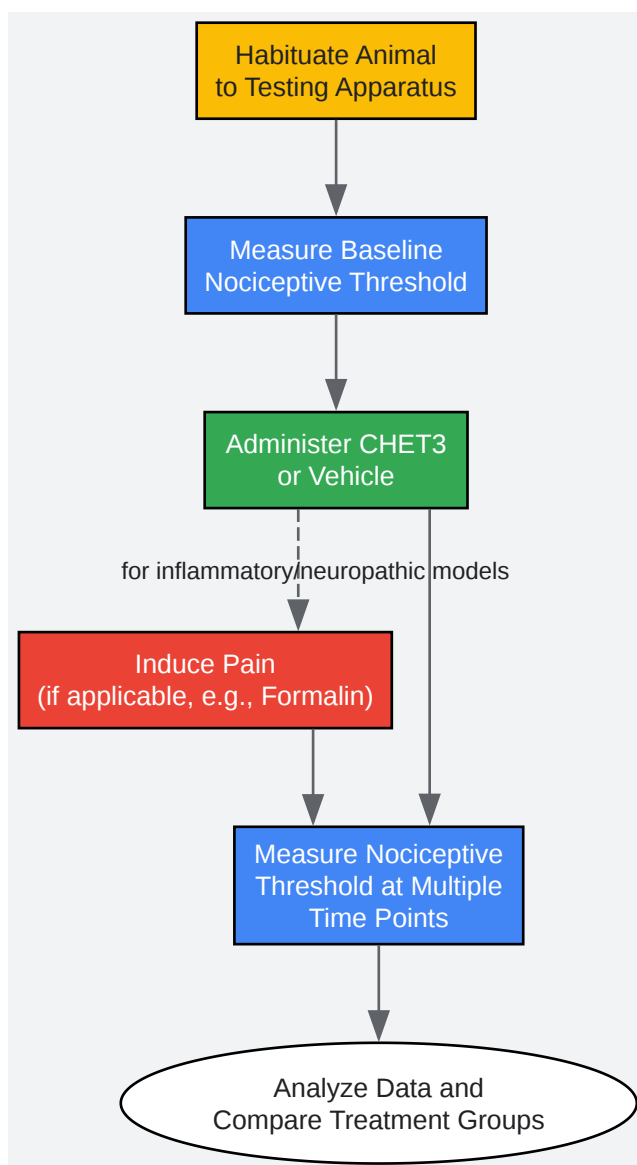 Habituate Animal
to Testing Apparatus
Measure Baseline
Nociceptive Threshold
Administer CHET3
or Vehicle
for inflammatory/neuropathic models
Induce Pain
(if applicable, e.g., Formalin)
Measure Nociceptive
Threshold at Multiple
Time Points
Analyze Data and
Compare Treatment Groups